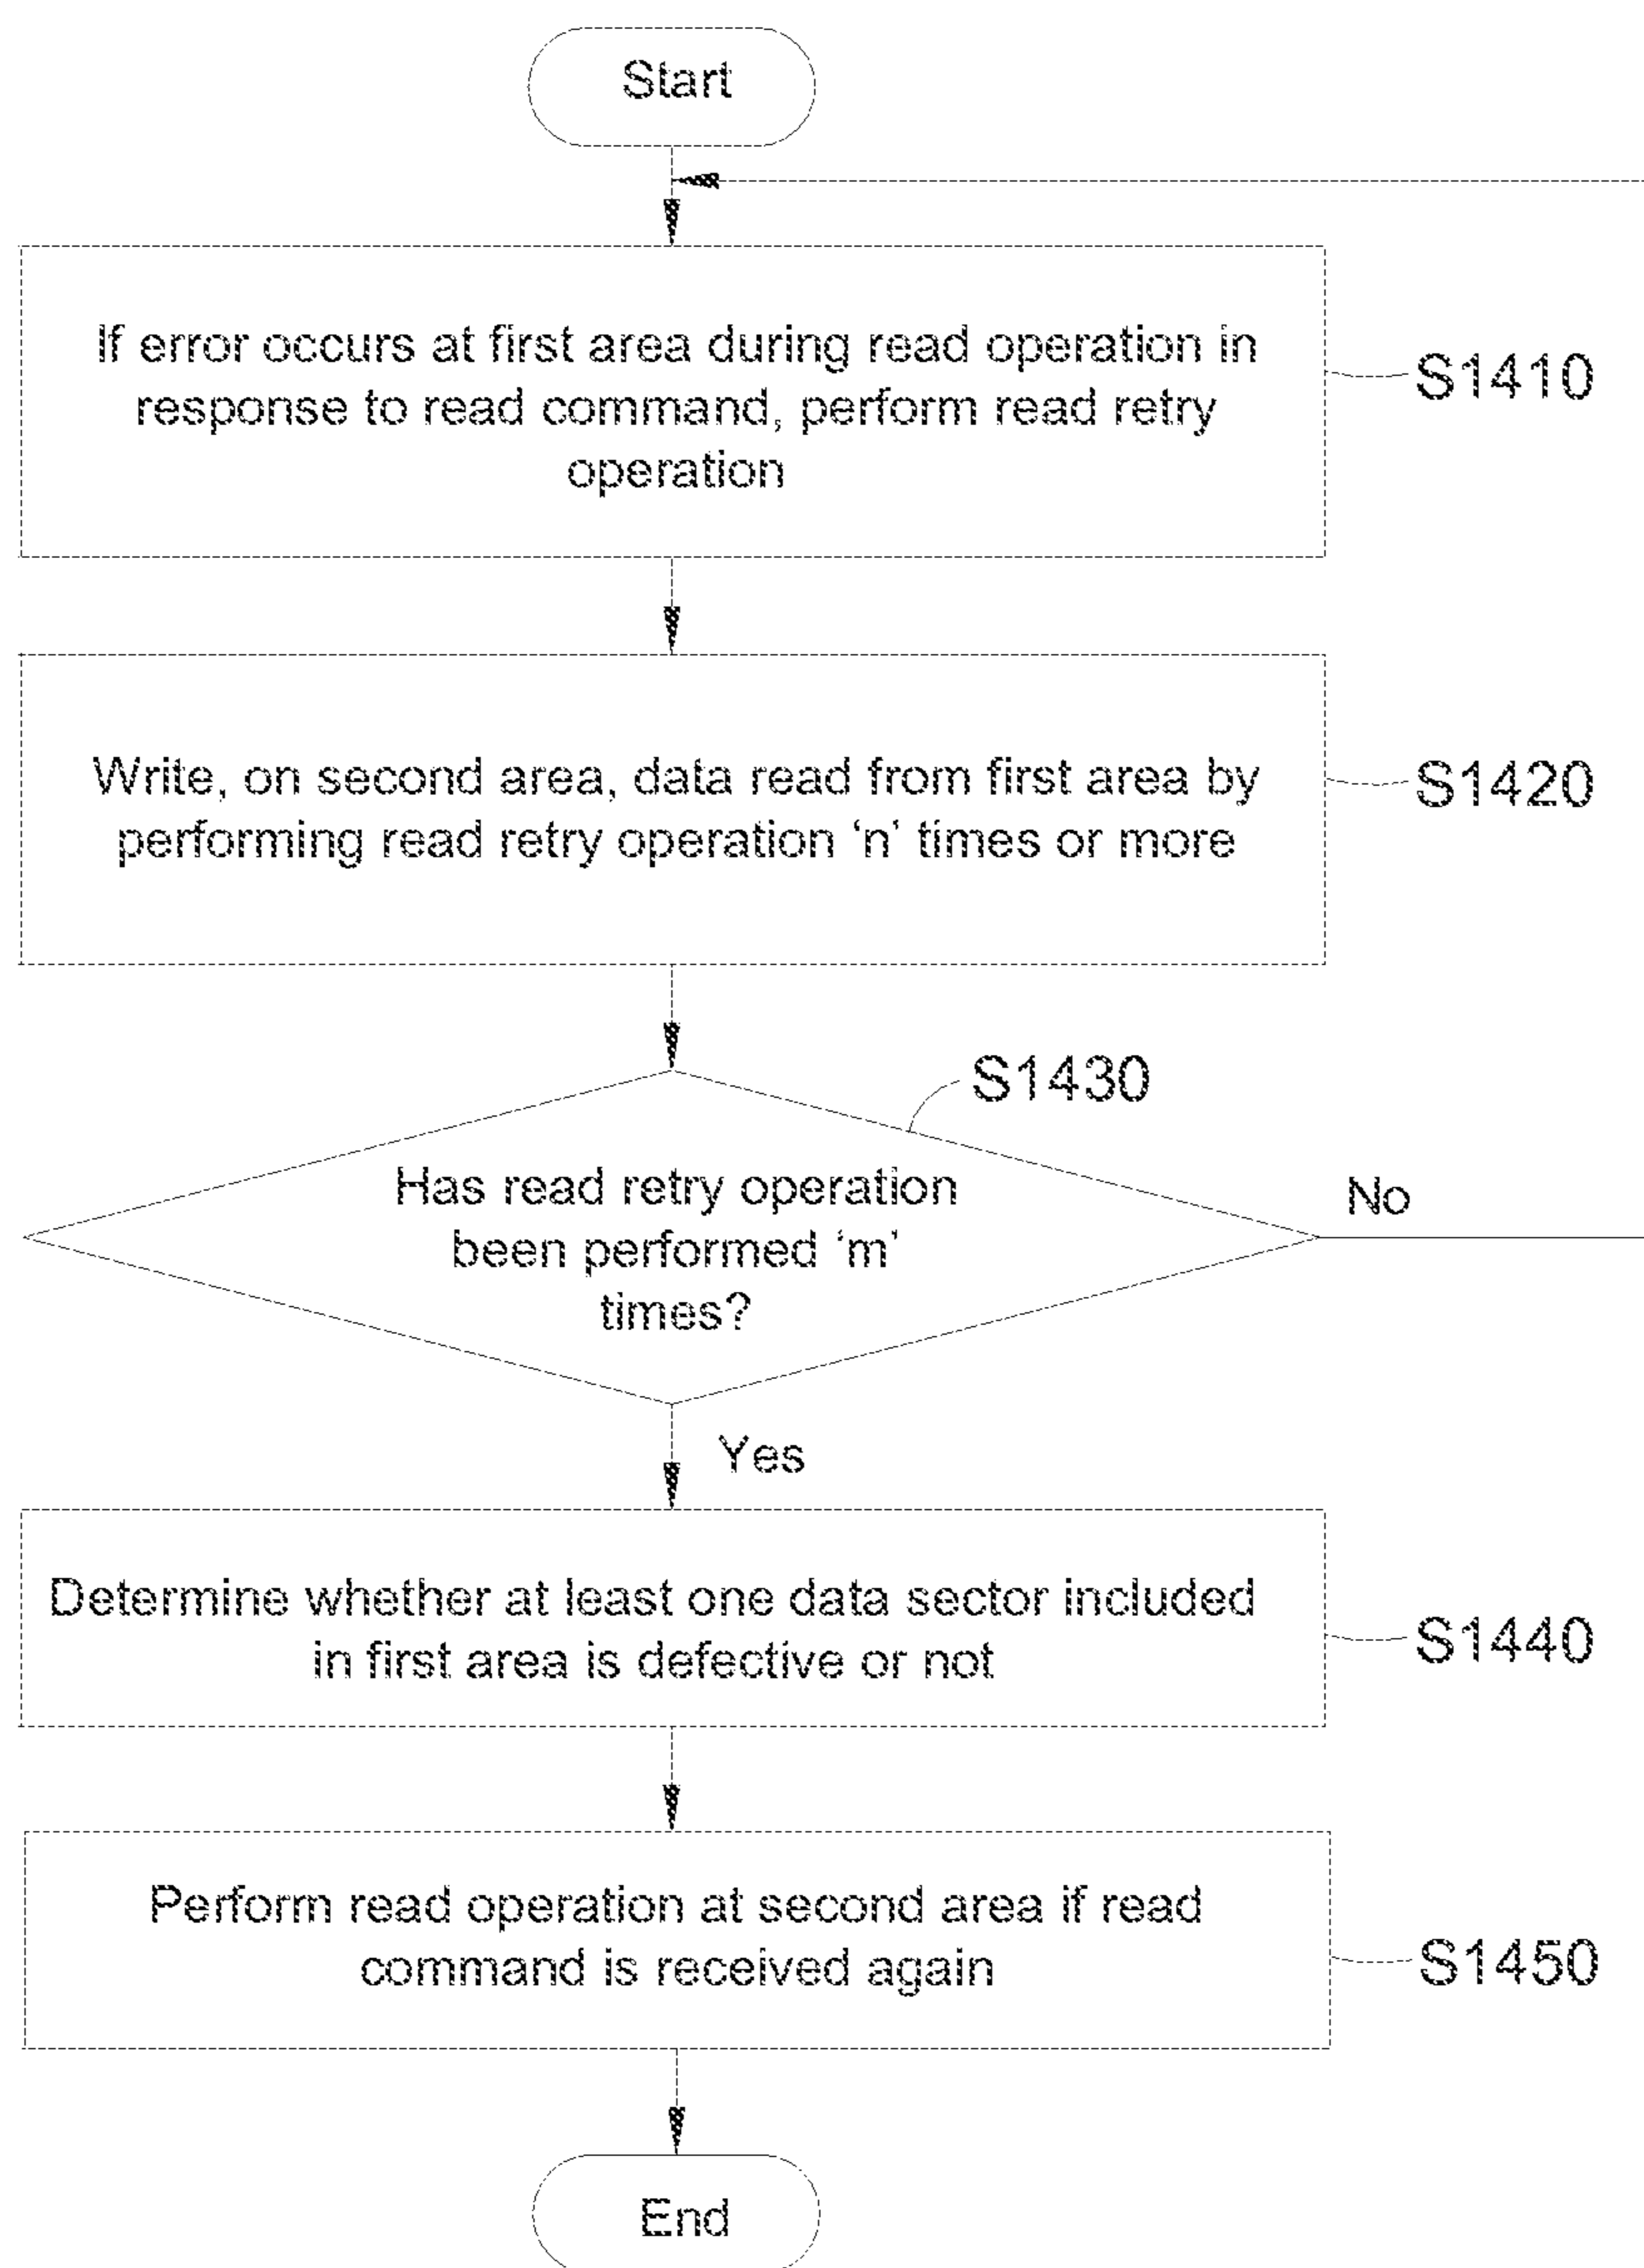 Start
If error occurs at first area during read operation in
response to read command, perform read retry
operation
S1410
Write, on second area, data read from first area by
performing read retry operation ‘n’ times or more
S1420
S1430
Has read retry operation
been performed ‘m’
times?
No
Yes
Determine whether at least one data sector included
in first area is defective or not
S1440
Perform read operation at second area if read
command is received again
S1450
End